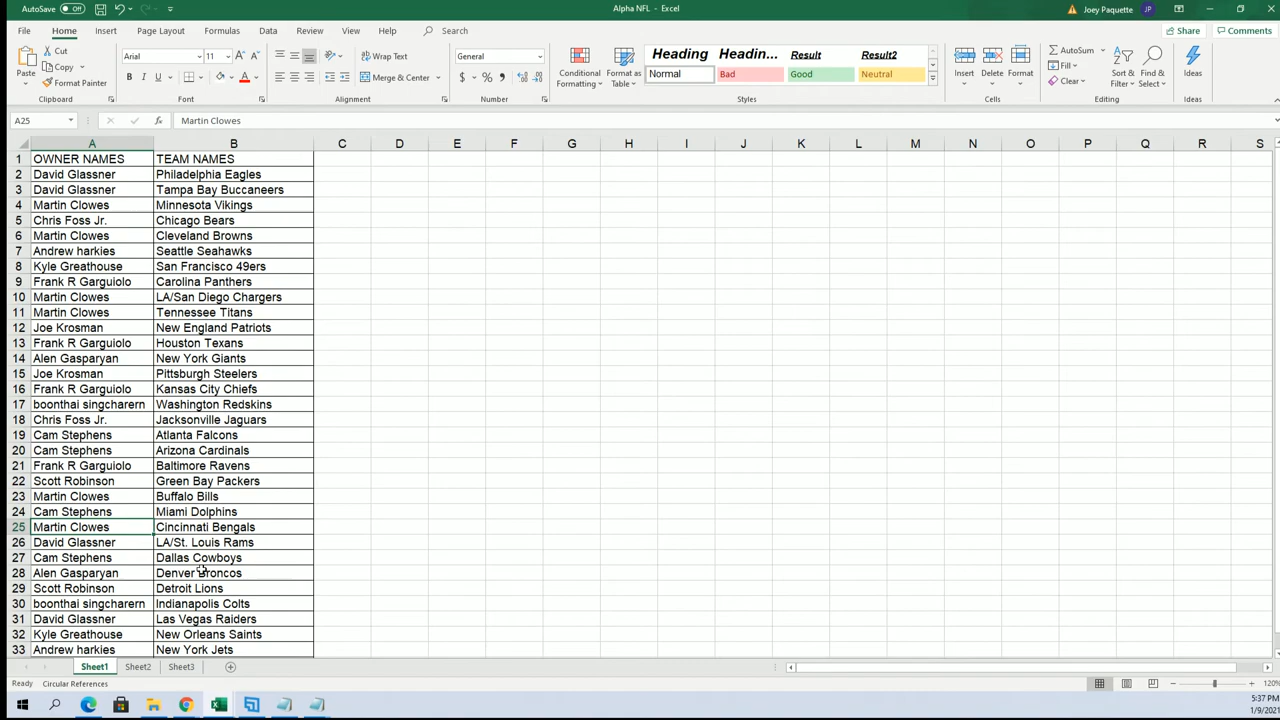 AutoSave Off Alpha NFL - Excel Joey Paquette JP
File Home Insert Page Layout Formulas Data Review View Help Search Share Comments
Paste Cut Copy Format Painter Clipboard
Arial 11 B I U A Font
Wrap Text Merge & Center Alignment
General $ % , Number
Conditional Formatting Format as Table
Heading Headin... Result Result2
Normal Bad Good Neutral
Styles
Insert Delete Format Cells
AutoSum Fill Clear Sort & Filter Find & Select Editing
Ideas Ideas
A25 fx Martin Clowes
A B C D E F G H I J K L M N O P Q R S
1 OWNER NAMES TEAM NAMES
2 David Glassner Philadelphia Eagles
3 David Glassner Tampa Bay Buccaneers
4 Martin Clowes Minnesota Vikings
5 Chris Foss Jr. Chicago Bears
6 Martin Clowes Cleveland Browns
7 Andrew harkies Seattle Seahawks
8 Kyle Greathouse San Francisco 49ers
9 Frank R Garguiolo Carolina Panthers
10 Martin Clowes LA/San Diego Chargers
11 Martin Clowes Tennessee Titans
12 Joe Krosman New England Patriots
13 Frank R Garguiolo Houston Texans
14 Alen Gasparyan New York Giants
15 Joe Krosman Pittsburgh Steelers
16 Frank R Garguiolo Kansas City Chiefs
17 boonthai singcharern Washington Redskins
18 Chris Foss Jr. Jacksonville Jaguars
19 Cam Stephens Atlanta Falcons
20 Cam Stephens Arizona Cardinals
21 Frank R Garguiolo Baltimore Ravens
22 Scott Robinson Green Bay Packers
23 Martin Clowes Buffalo Bills
24 Cam Stephens Miami Dolphins
25 Martin Clowes Cincinnati Bengals
26 David Glassner LA/St. Louis Rams
27 Cam Stephens Dallas Cowboys
28 Alen Gasparyan Denver Broncos
29 Scott Robinson Detroit Lions
30 boonthai singcharern Indianapolis Colts
31 David Glassner Las Vegas Raiders
32 Kyle Greathouse New Orleans Saints
33 Andrew harkies New York Jets
Sheet1 Sheet2 Sheet3
Ready Circular References 120%
5:37 PM
1/9/2021